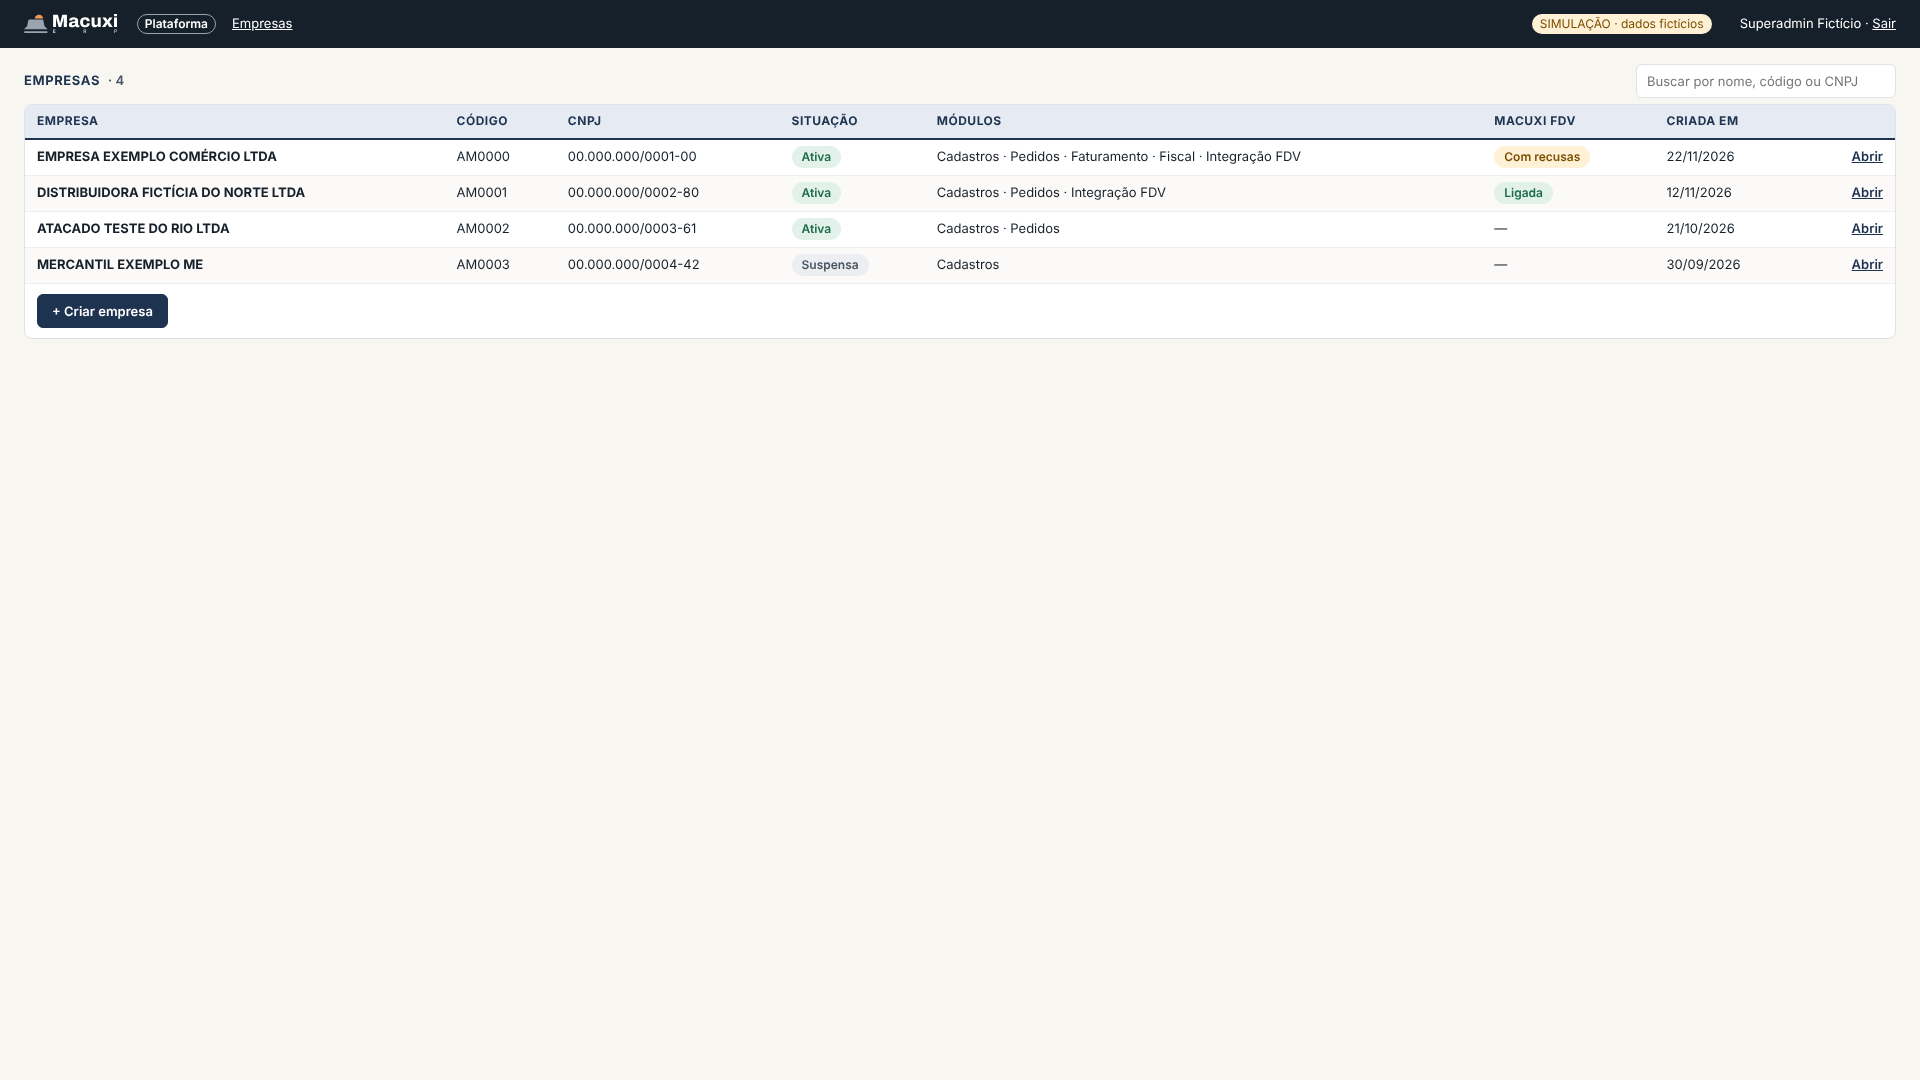 Macuxi
E R P
Plataforma
Empresas
SIMULAÇÃO · dados fictícios
Superadmin Fictício · Sair
EMPRESAS · 4
Buscar por nome, código ou CNPJ
EMPRESA CÓDIGO CNPJ SITUAÇÃO MÓDULOS MACUXI FDV CRIADA EM
EMPRESA EXEMPLO COMÉRCIO LTDA AM0000 00.000.000/0001-00 Ativa Cadastros · Pedidos · Faturamento · Fiscal · Integração FDV Com recusas 22/11/2026 Abrir
DISTRIBUIDORA FICTÍCIA DO NORTE LTDA AM0001 00.000.000/0002-80 Ativa Cadastros · Pedidos · Integração FDV Ligada 12/11/2026 Abrir
ATACADO TESTE DO RIO LTDA AM0002 00.000.000/0003-61 Ativa Cadastros · Pedidos — 21/10/2026 Abrir
MERCANTIL EXEMPLO ME AM0003 00.000.000/0004-42 Suspensa Cadastros — 30/09/2026 Abrir
+ Criar empresa